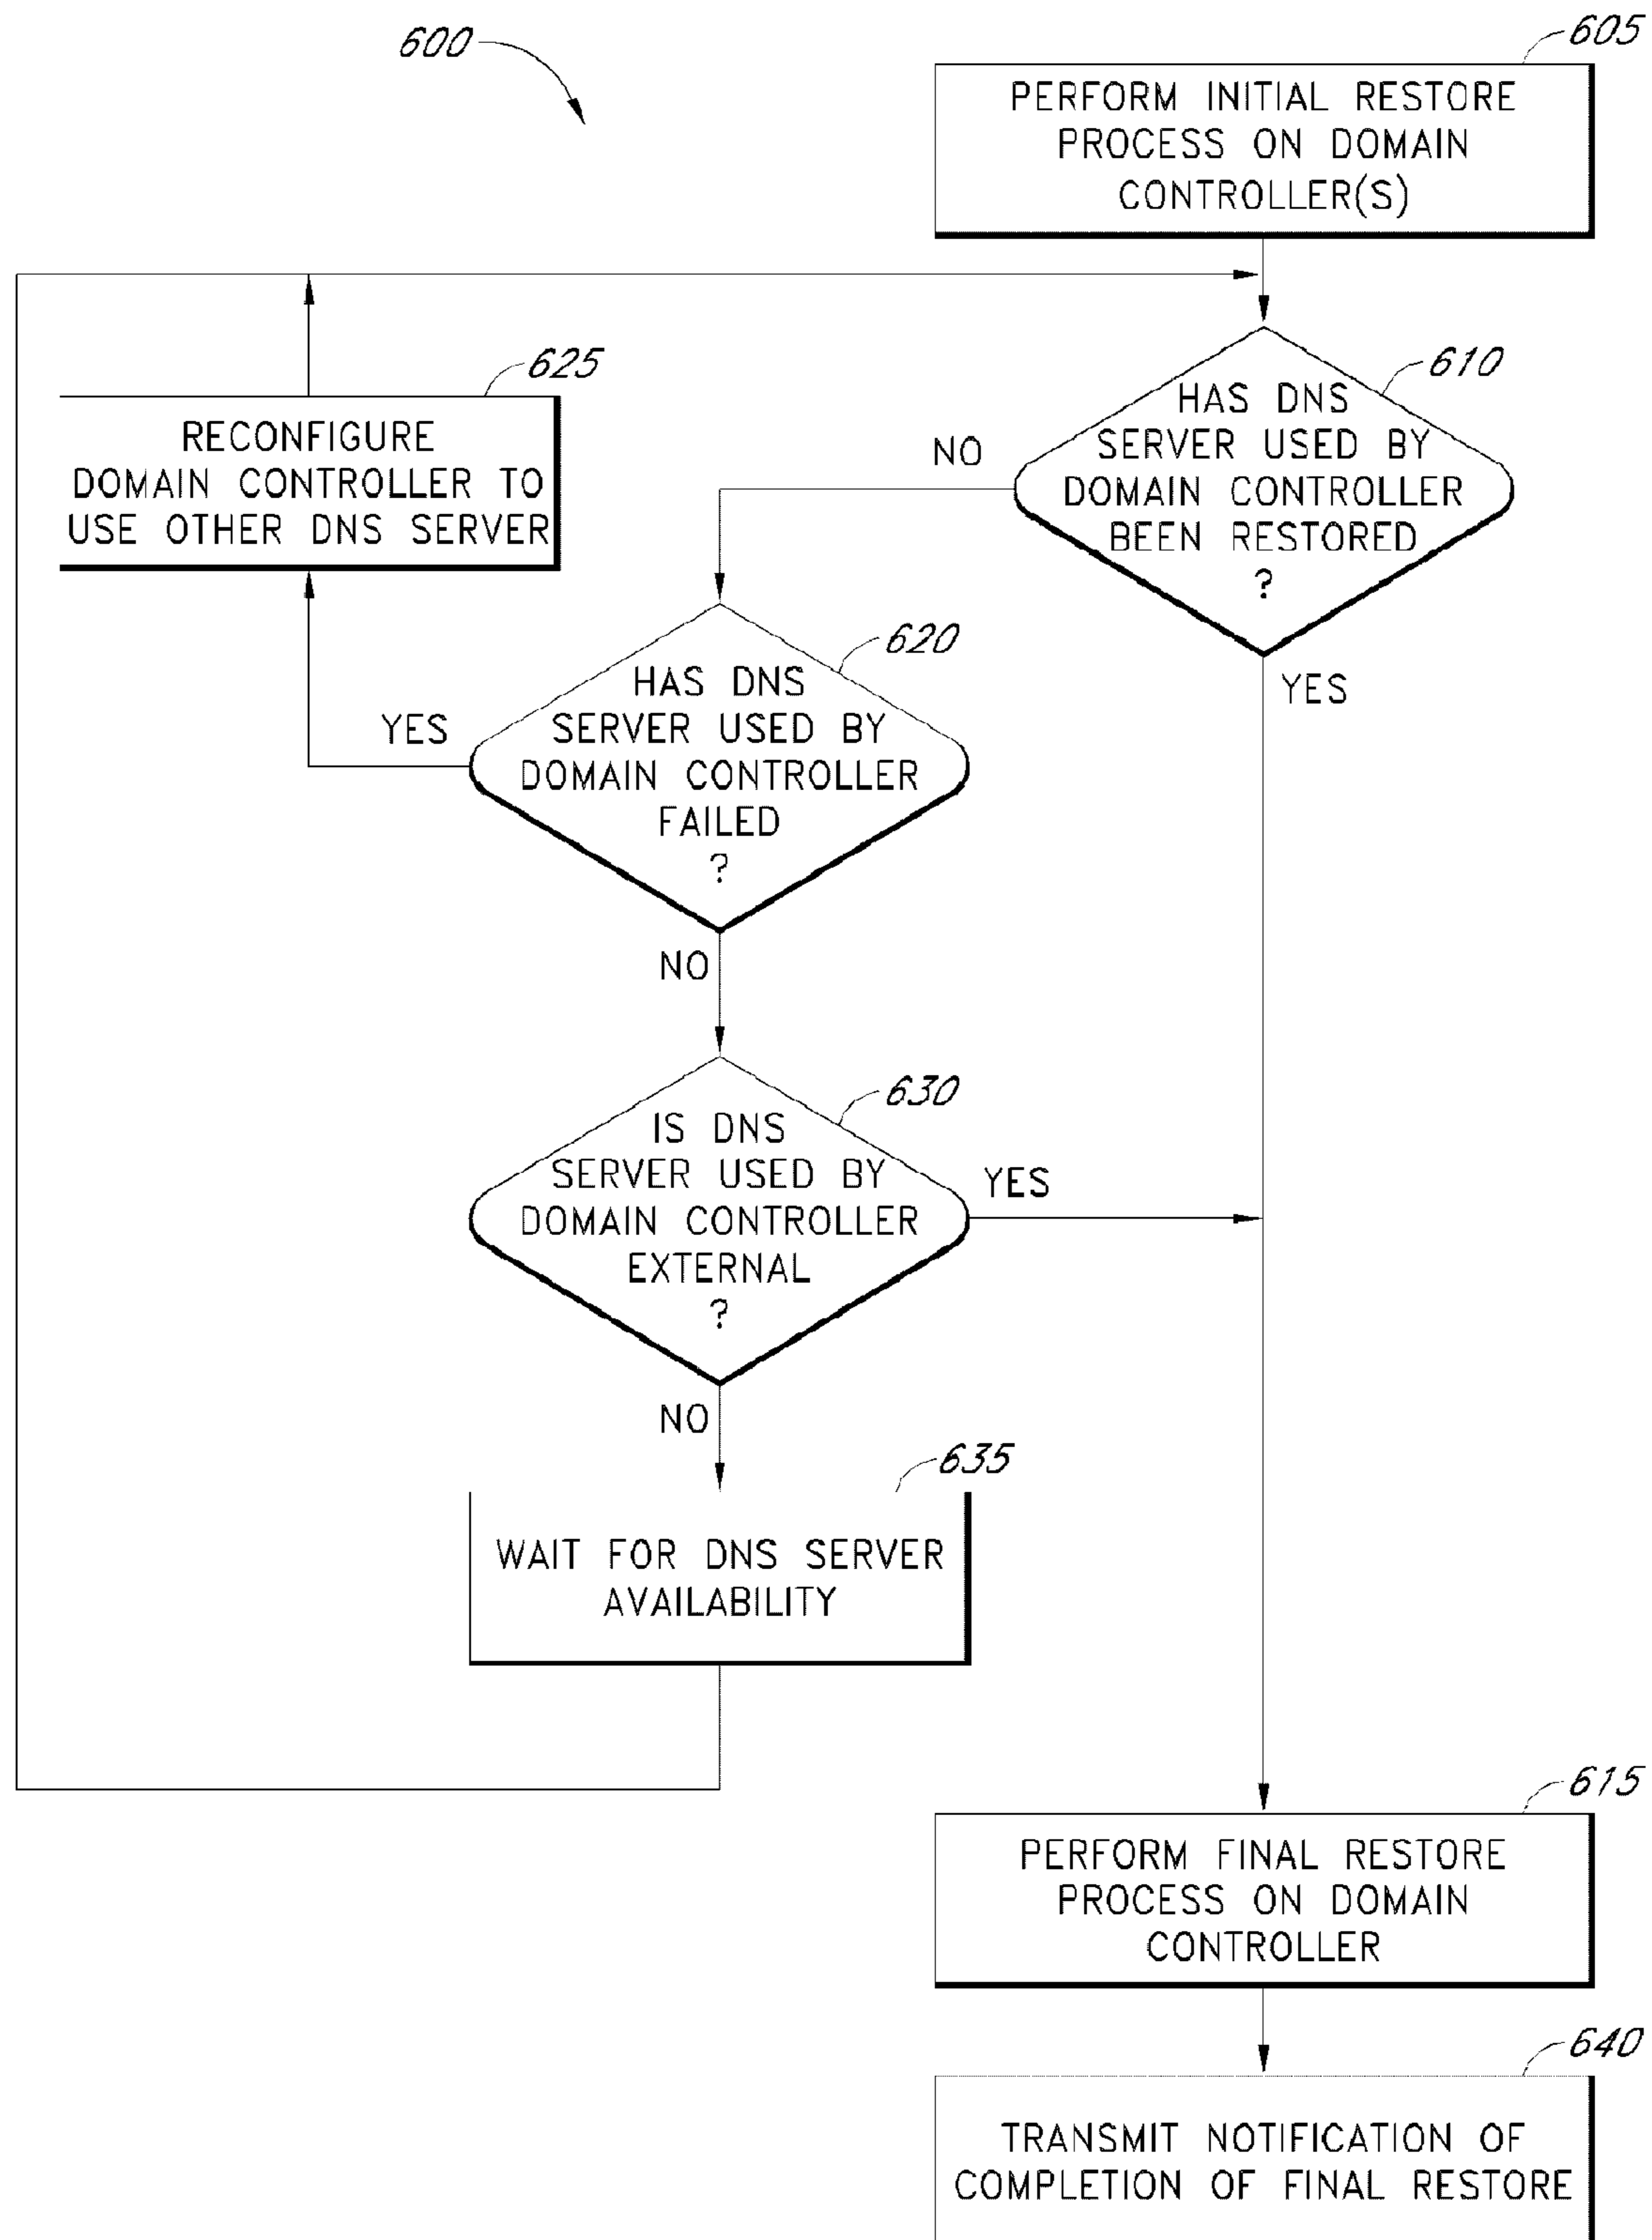 600
605
PERFORM INITIAL RESTORE
PROCESS ON DOMAIN
CONTROLLER(S)
610
HAS DNS
SERVER USED BY
DOMAIN CONTROLLER
BEEN RESTORED
?
NO
YES
625
RECONFIGURE
DOMAIN CONTROLLER TO
USE OTHER DNS SERVER
620
HAS DNS
SERVER USED BY
DOMAIN CONTROLLER
FAILED
?
YES
NO
630
IS DNS
SERVER USED BY
DOMAIN CONTROLLER
EXTERNAL
?
YES
NO
635
WAIT FOR DNS SERVER
AVAILABILITY
615
PERFORM FINAL RESTORE
PROCESS ON DOMAIN
CONTROLLER
640
TRANSMIT NOTIFICATION OF
COMPLETION OF FINAL RESTORE